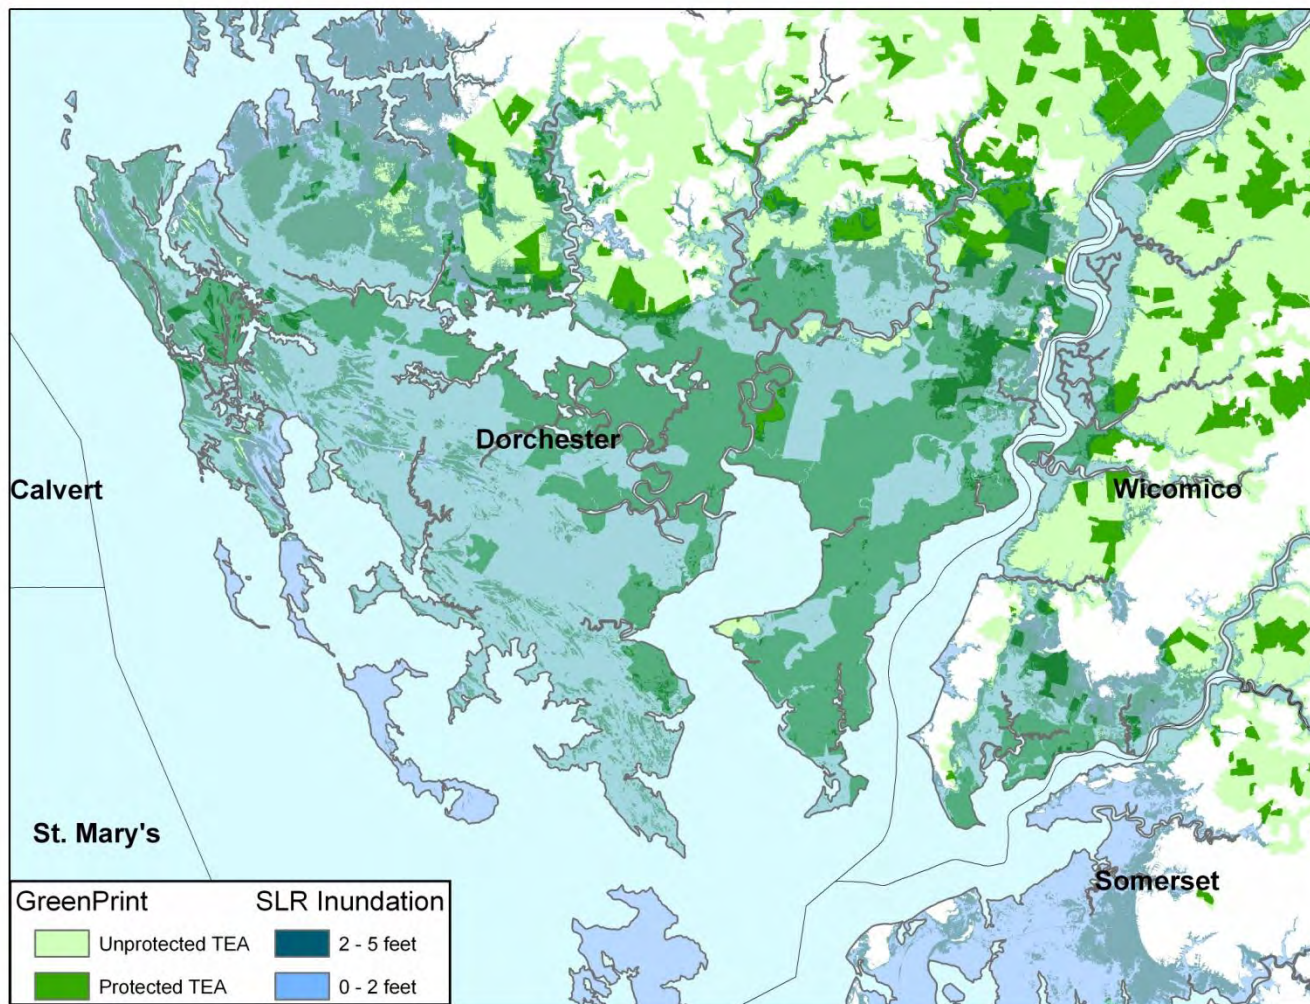 Dorchester
Calvert
Wicomico
St. Mary's
Somerset
GreenPrint
SLR Inundation
Unprotected TEA
2 - 5 feet
Protected TEA
0 - 2 feet